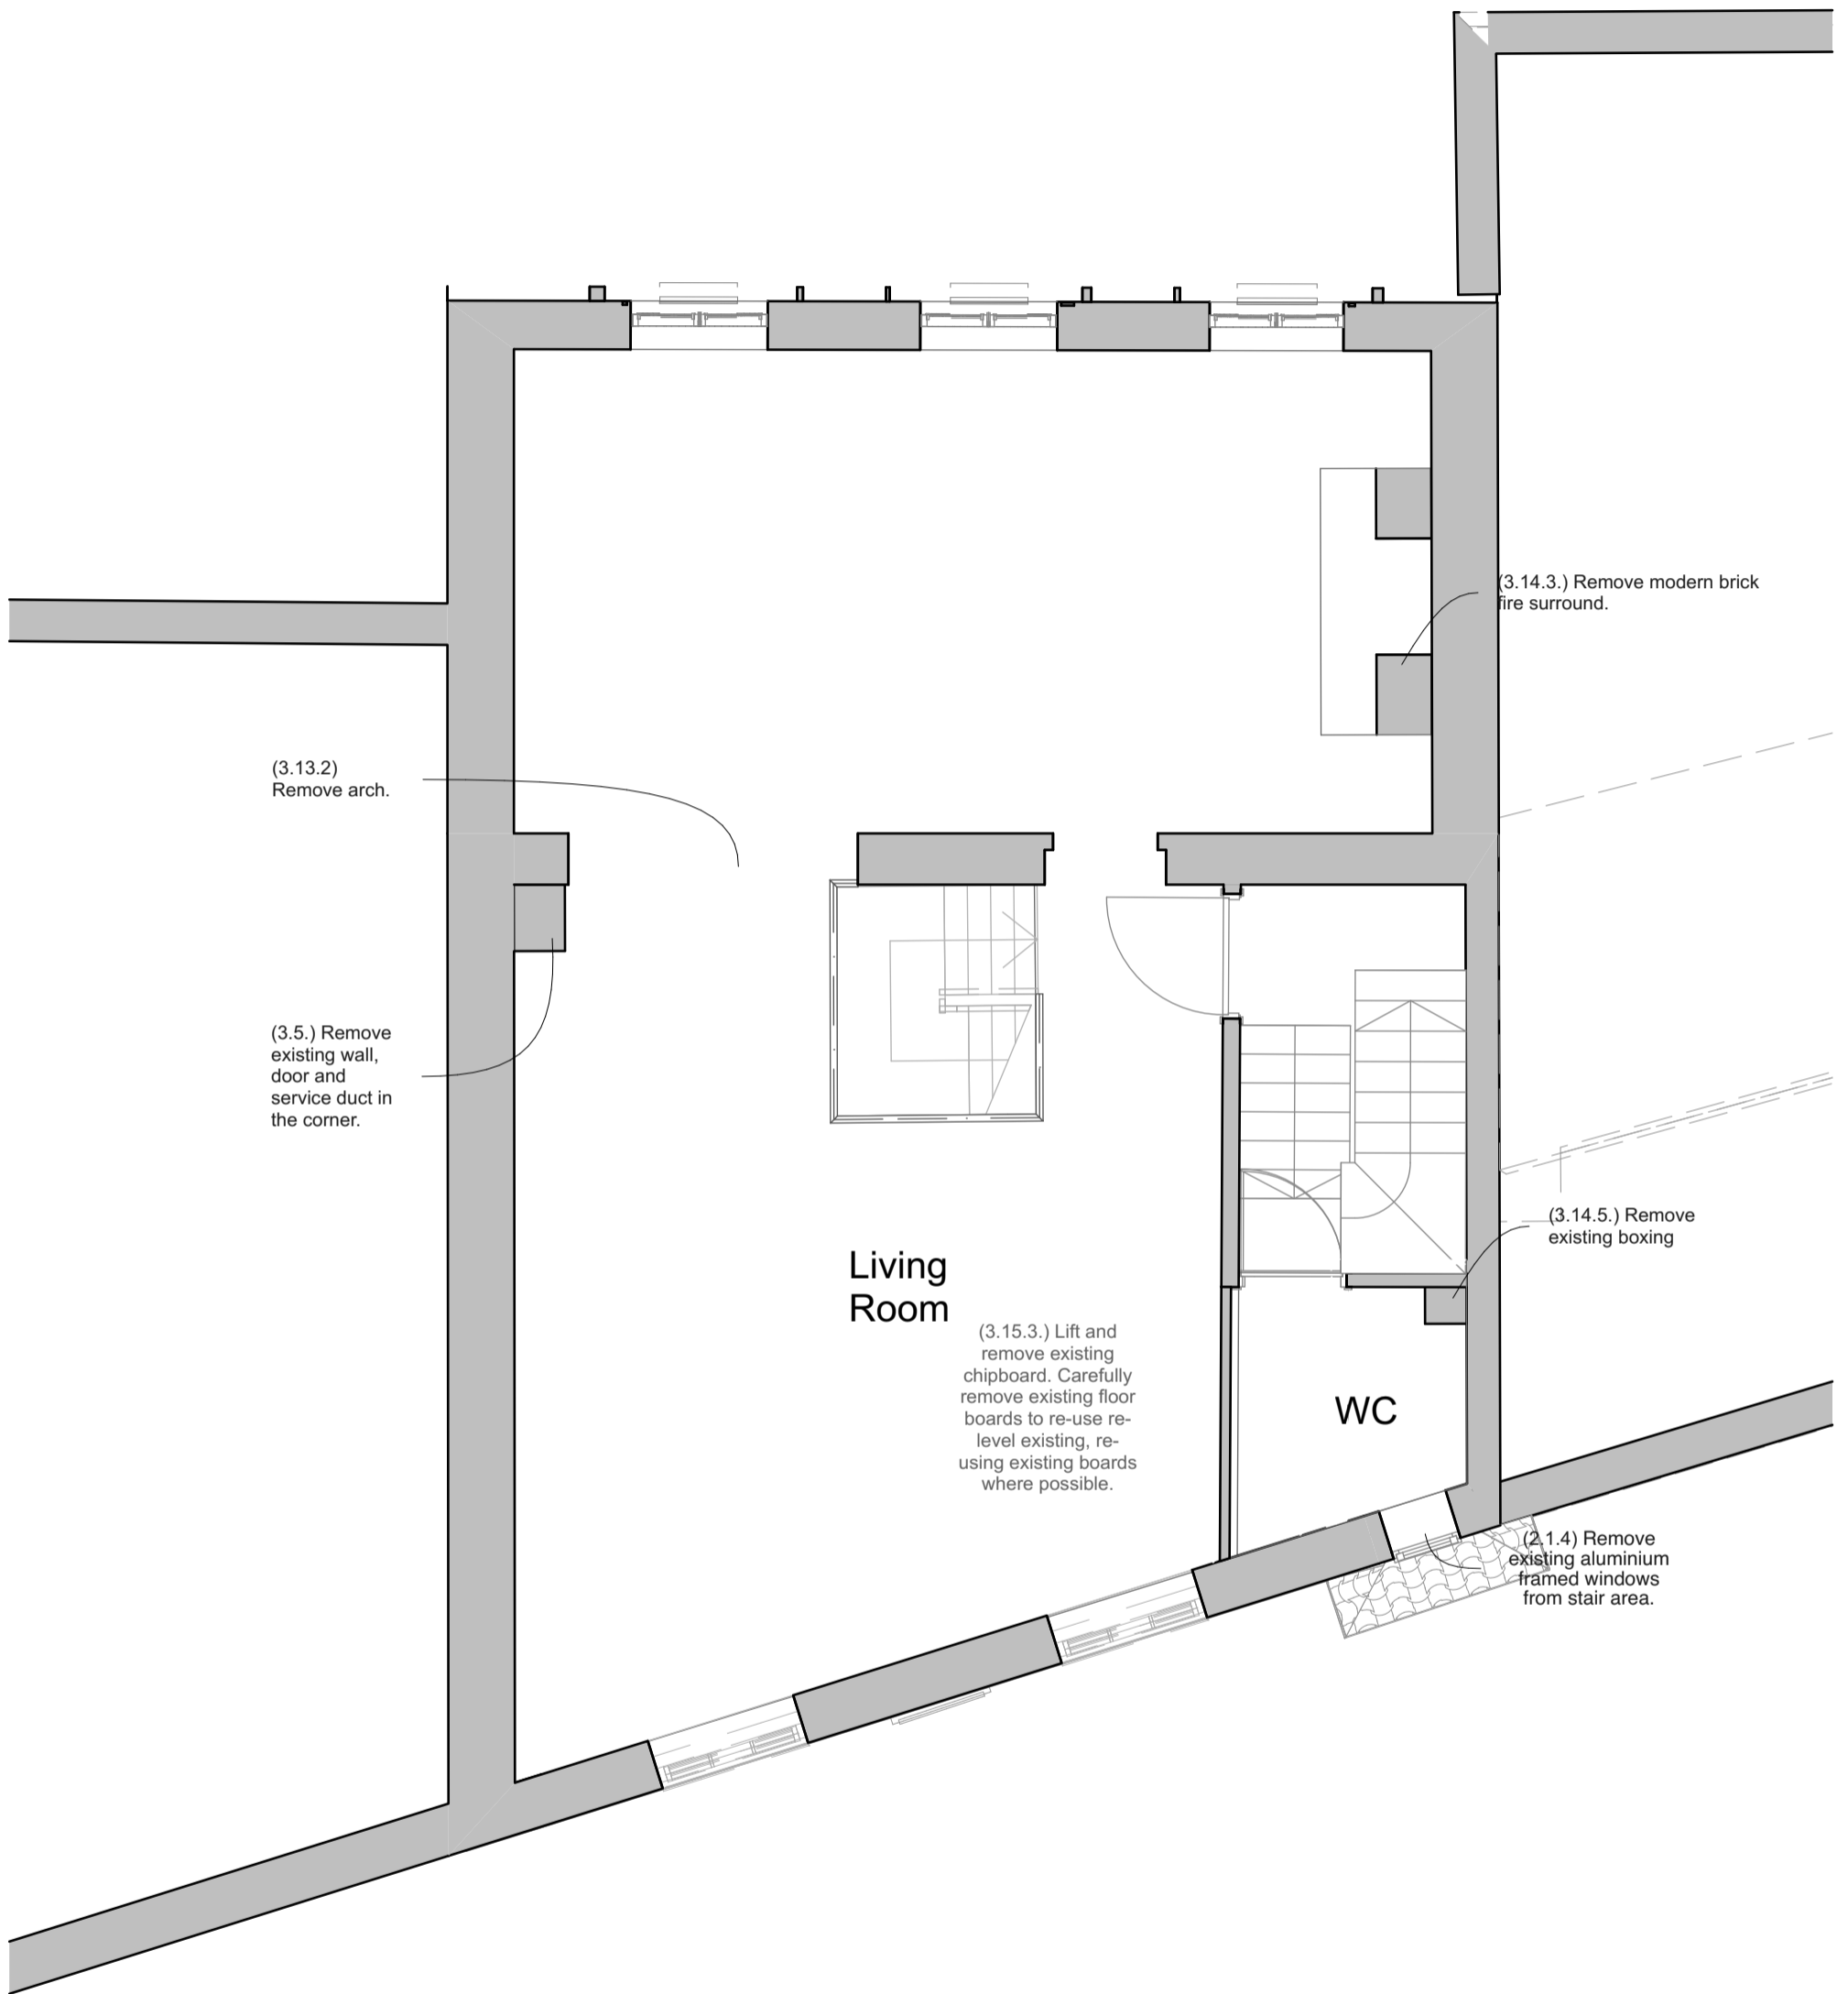 (3.14.3.) Remove modern brick
fire surround.
(3.13.2)
Remove arch.
(3.5.) Remove
existing wall,
door and
service duct in
the corner.
(3.14.5.) Remove
existing boxing
Living
Room
(3.15.3.) Lift and
remove existing
chipboard. Carefully
remove existing floor
boards to re-use re-
level existing, re-
using existing boards
where possible.
WC
(2.1.4) Remove
existing aluminium
framed windows
from stair area.